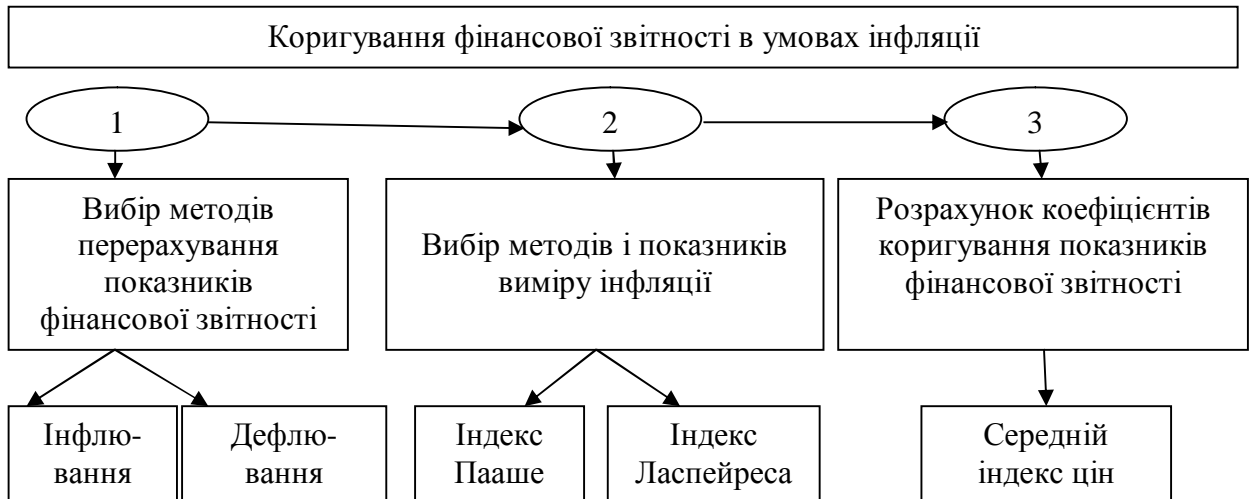 Коригування фінансової звітності в умовах інфляції
1
2
3
Вибір методів
перерахування
показників
фінансової звітності
Вибір методів і показників
виміру інфляції
Розрахунок коефіцієнтів
коригування показників
фінансової звітності
Інфлю-
вання
Дефлю-
вання
Індекс
Пааше
Індекс
Ласпейреса
Середній
індекс цін